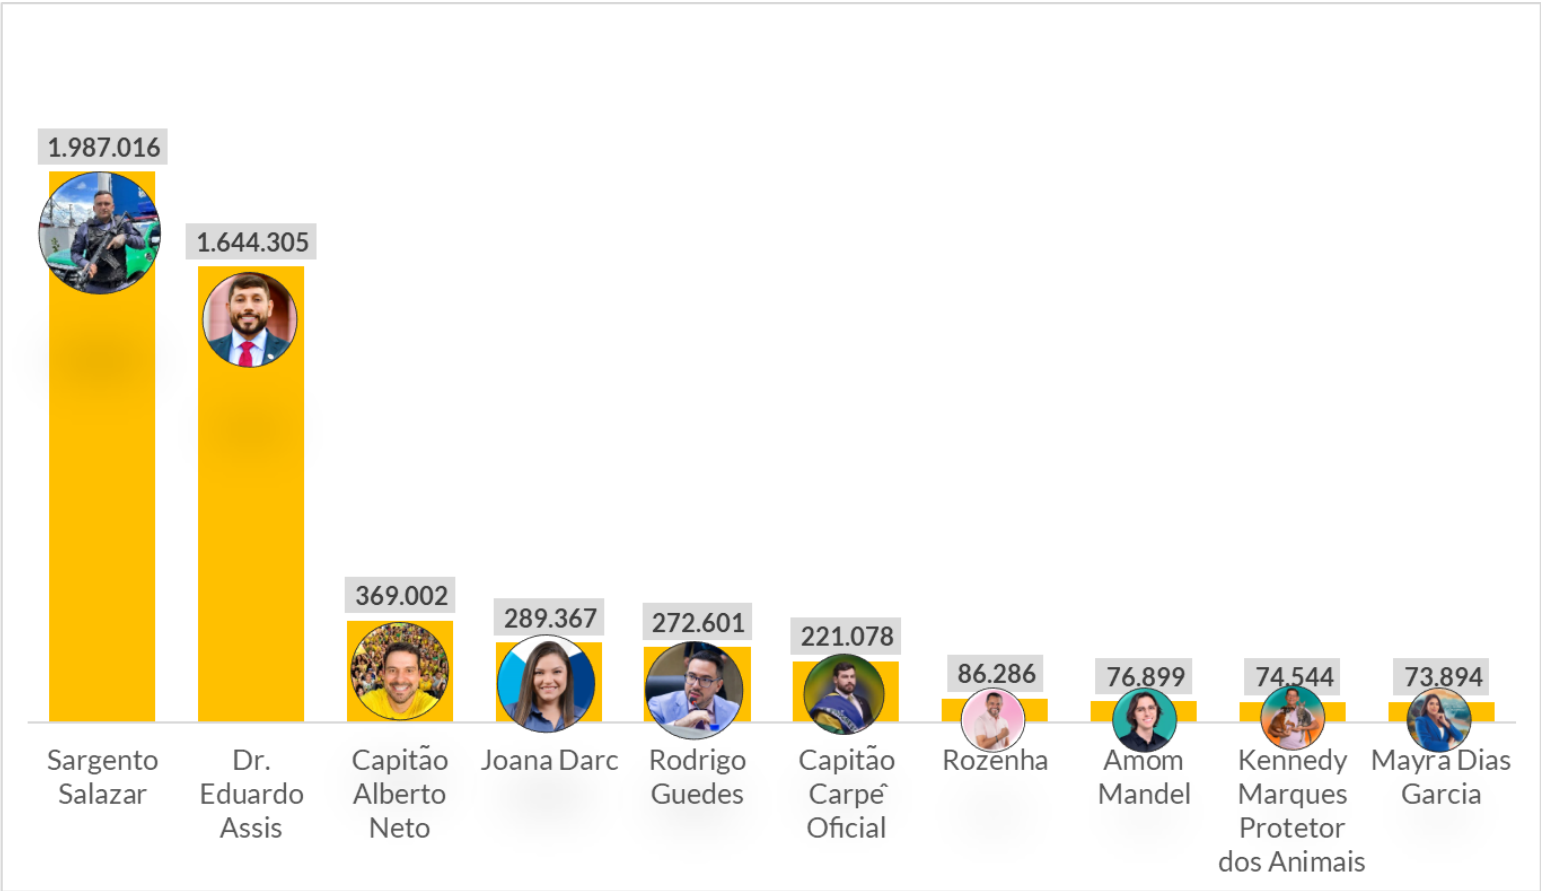 1.987.016
1.644.305
369.002
289.367
272.601
221.078
86.286
76.899
74.544
73.894
Sargento
Salazar
Dr.
Eduardo
Assis
Capitão
Alberto
Neto
Joana Darc
Rodrigo
Guedes
Capitão
Carpê
Oficial
Rozenha
Amom
Mandel
Kennedy
Marques
Protetor
dos Animais
Mayra Dias
Garcia